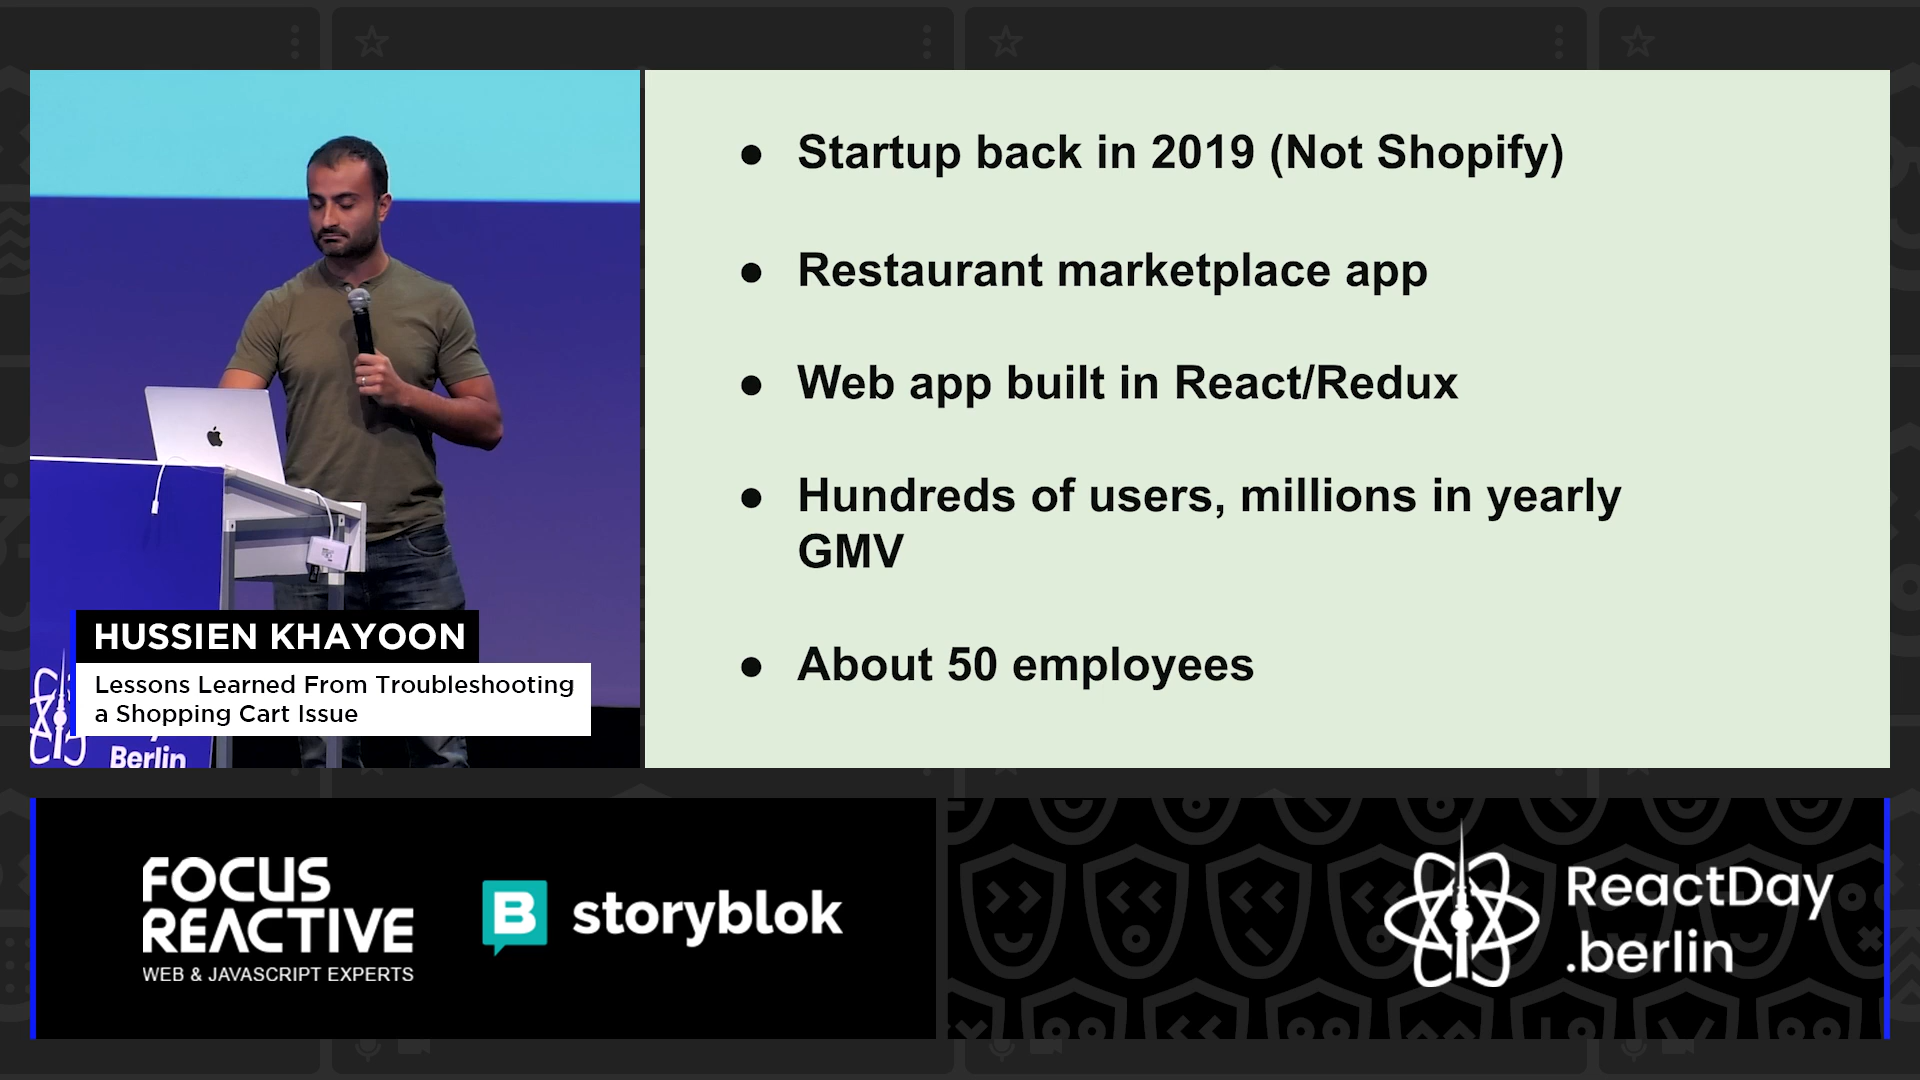 ● Startup back in 2019 (Not Shopify)
● Restaurant marketplace app
● Web app built in React/Redux
● Hundreds of users, millions in yearly
GMV
● About 50 employees
HUSSIEN KHAYOON
Lessons Learned From Troubleshooting
a Shopping Cart Issue
Berlin
FOCUS
REACTIVE
WEB & JAVASCRIPT EXPERTS
B storyblok
ReactDay
.berlin